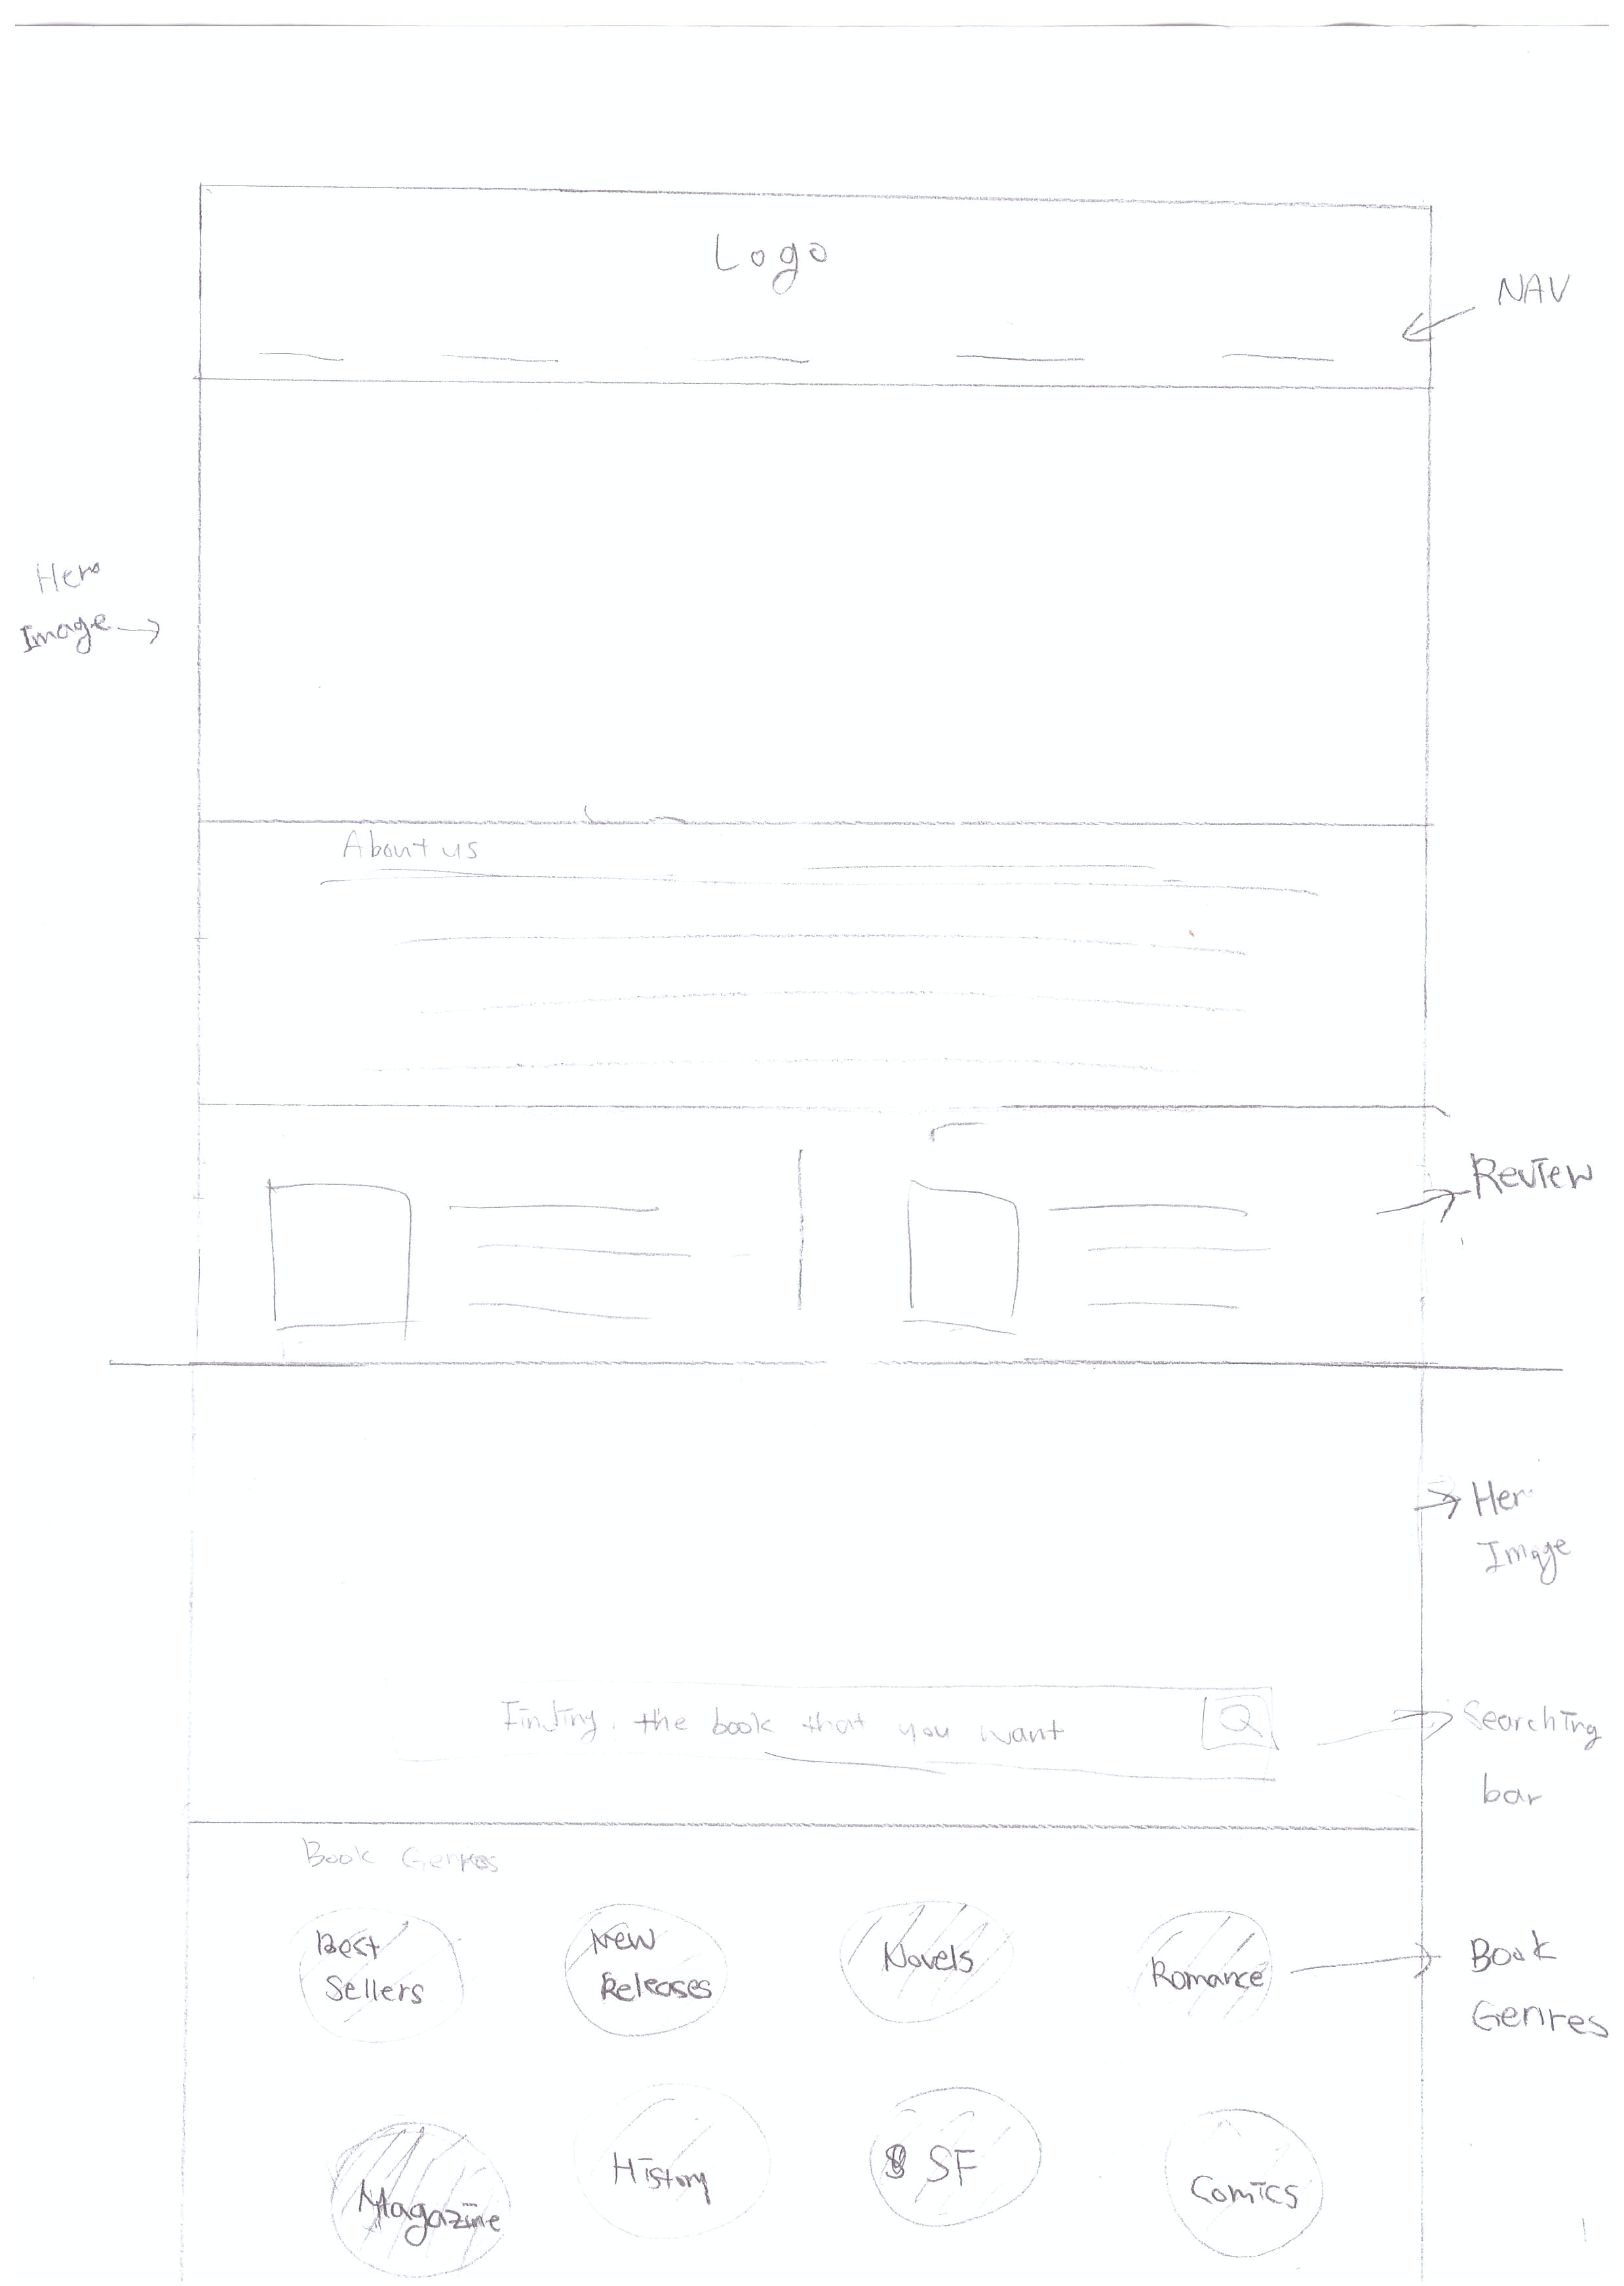 Logo
NAV
Hero
Image
About us
Review
Her
Image
Finding the book that you want
Searching
bar
Book Genres
Best
Sellers
New
Releases
Novels
Romance
Book
Genres
Magazine
History
SF
Comics